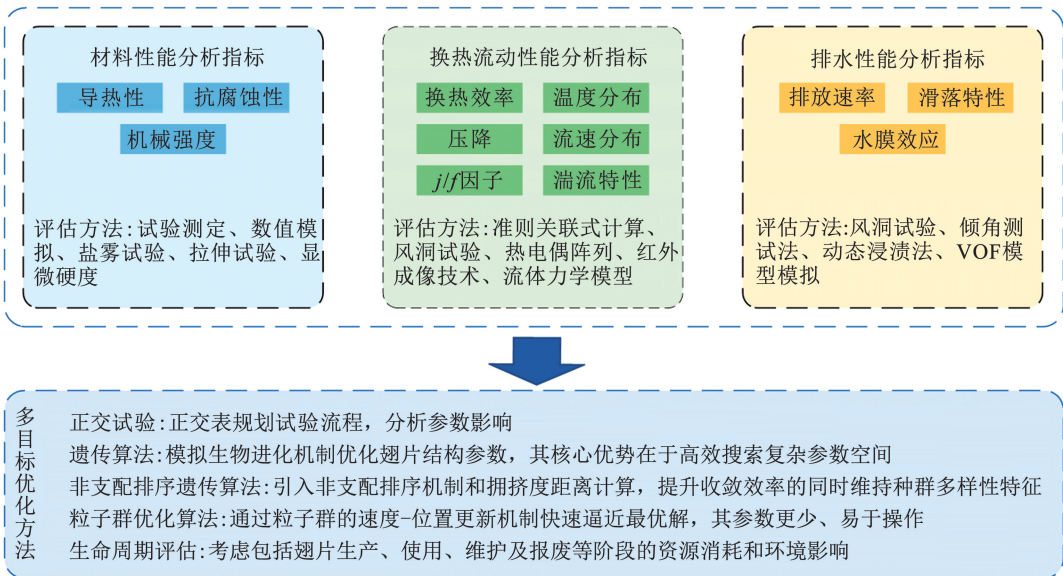 材料性能分析指标
导热性
抗腐蚀性
机械强度
评估方法:试验测定、数值模
拟、盐雾试验、拉伸试验、显
微硬度
换热流动性能分析指标
换热效率
温度分布
压降
流速分布
j/f因子
湍流特性
评估方法:准则关联式计算、
风洞试验、热电偶阵列、红外
成像技术、流体力学模型
排水性能分析指标
排放速率
滑落特性
水膜效应
评估方法:风洞试验、倾角测
试法、动态浸渍法、VOF模
型模拟
多目标优化方法
正交试验:正交表规划试验流程，分析参数影响
遗传算法:模拟生物进化机制优化翅片结构参数，其核心优势在于高效搜索复杂参数空间
非支配排序遗传算法:引入非支配排序机制和拥挤度距离计算，提升收敛效率的同时维持种群多样性特征
粒子群优化算法:通过粒子群的速度-位置更新机制快速逼近最优解，其参数更少、易于操作
生命周期评估:考虑包括翅片生产、使用、维护及报废等阶段的资源消耗和环境影响